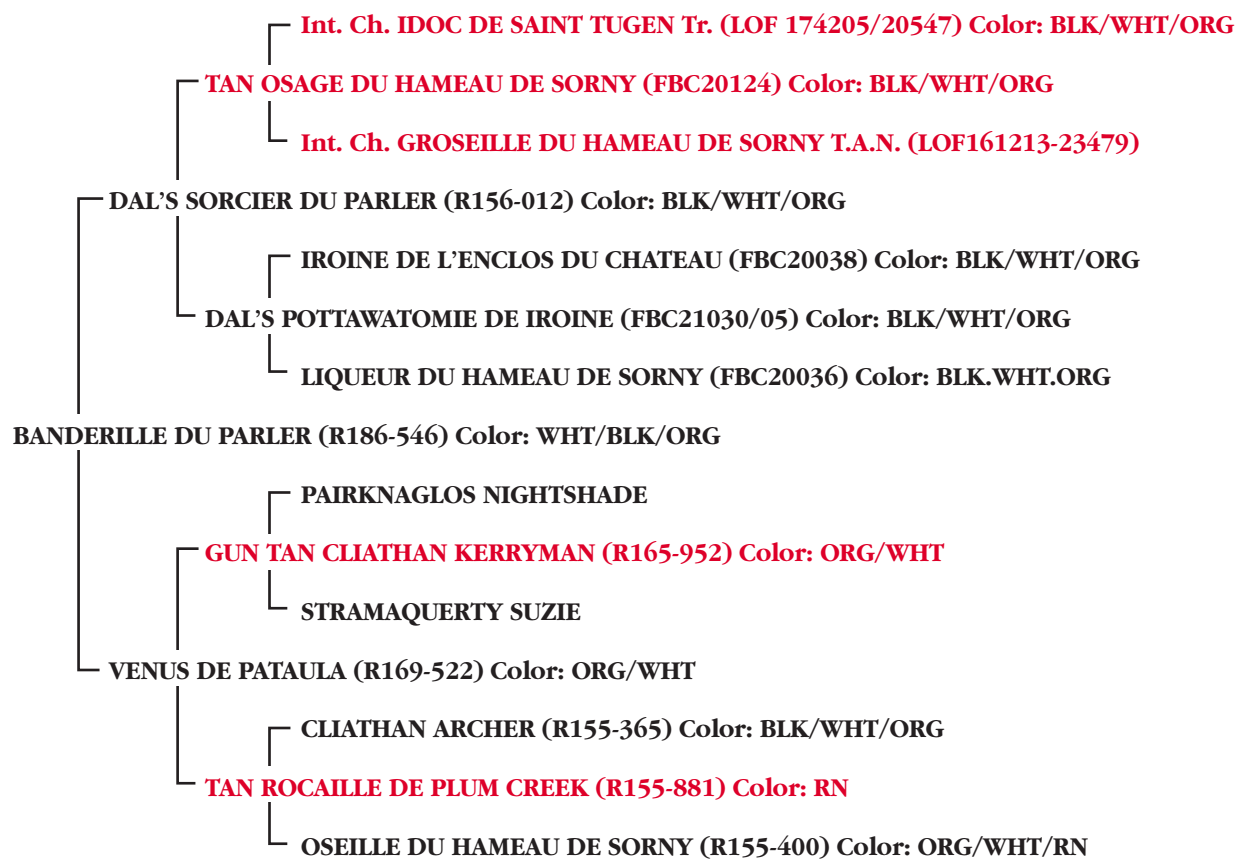 Int. Ch. IDOC DE SAINT TUGEN Tr. (LOF 174205/20547) Color: BLK/WHT/ORG
TAN OSAGE DU HAMEAU DE SORNY (FBC20124) Color: BLK/WHT/ORG
Int. Ch. GROSEILLE DU HAMEAU DE SORNY T.A.N. (LOF161213-23479)
DAL'S SORCIER DU PARLER (R156-012) Color: BLK/WHT/ORG
IROINE DE L'ENCLOS DU CHATEAU (FBC20038) Color: BLK/WHT/ORG
DAL'S POTTAWATOMIE DE IROINE (FBC21030/05) Color: BLK/WHT/ORG
LIQUEUR DU HAMEAU DE SORNY (FBC20036) Color: BLK.WHT.ORG
BANDERILLE DU PARLER (R186-546) Color: WHT/BLK/ORG
PAIRKNAGLOS NIGHTSHADE
GUN TAN CLIATHAN KERRYMAN (R165-952) Color: ORG/WHT
STRAMAQUERTY SUZIE
VENUS DE PATAULA (R169-522) Color: ORG/WHT
CLIATHAN ARCHER (R155-365) Color: BLK/WHT/ORG
TAN ROCAILLE DE PLUM CREEK (R155-881) Color: RN
OSEILLE DU HAMEAU DE SORNY (R155-400) Color: ORG/WHT/RN